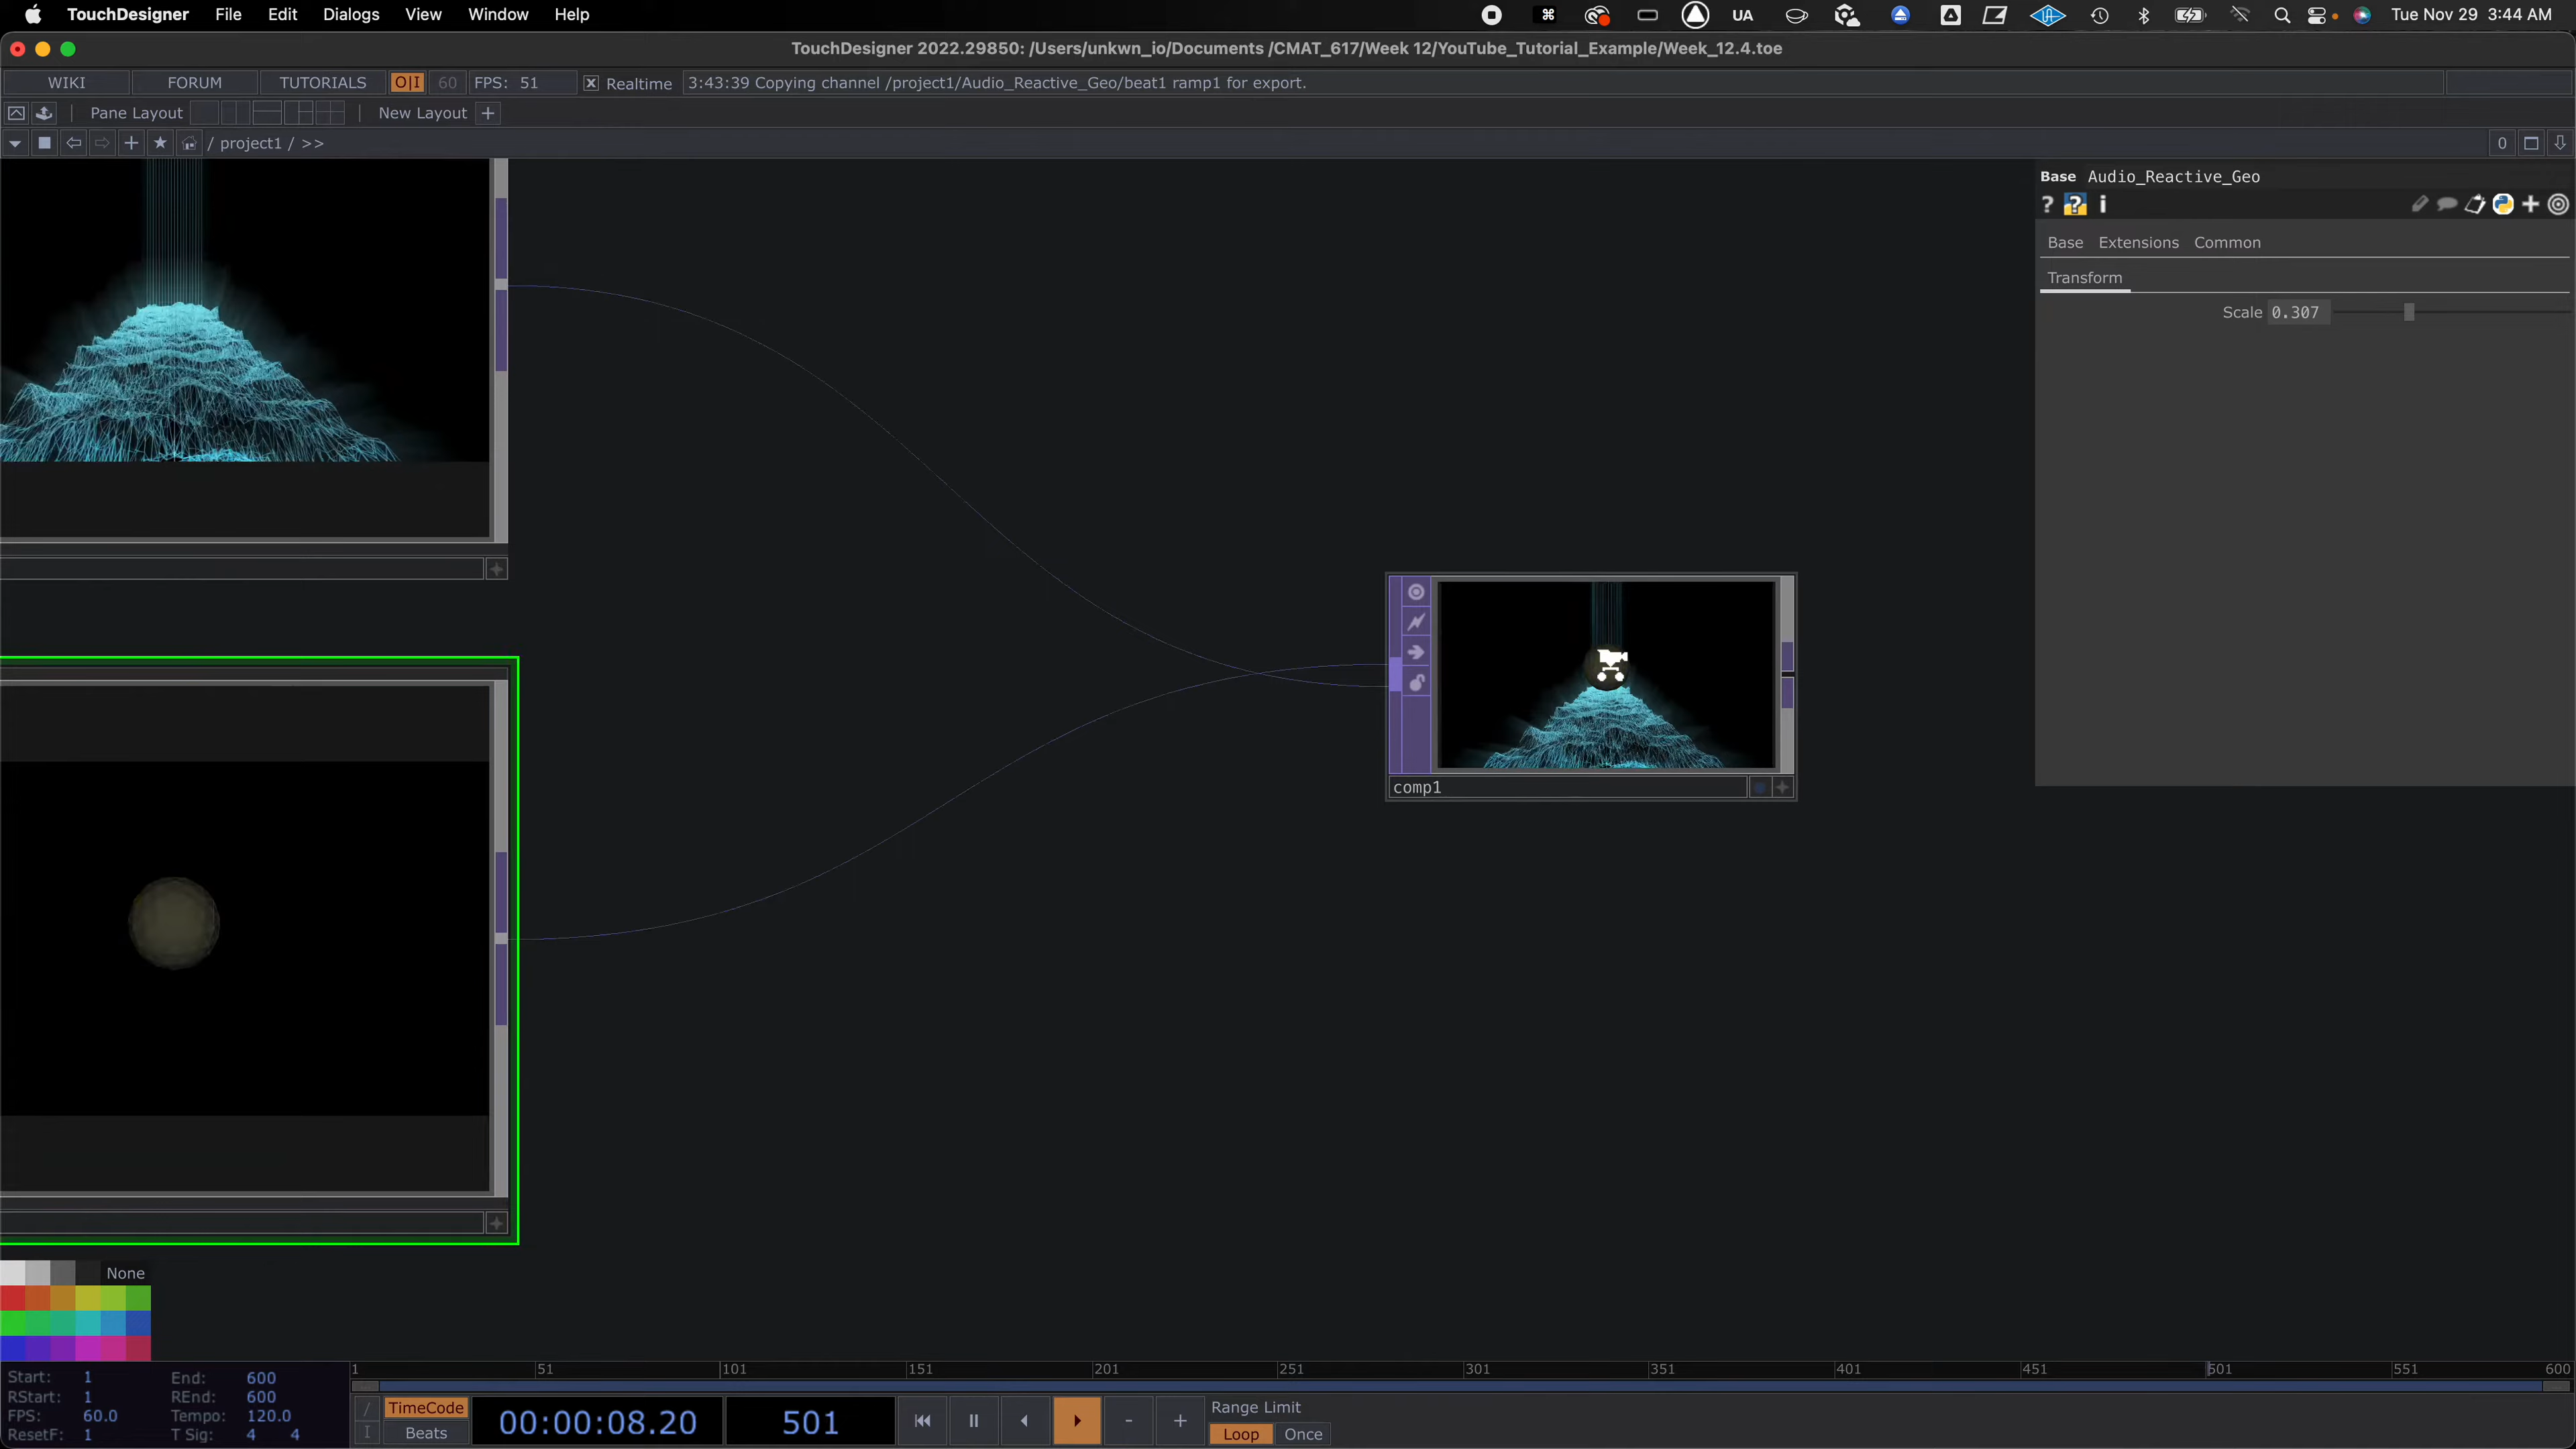 TouchDesigner File Edit Dialogs View Window Help UA Tue Nov 29 3:44 AM
TouchDesigner 2022.29850: /Users/unkwn_io/Documents /CMAT_617/Week 12/YouTube_Tutorial_Example/Week_12.4.toe
WIKI FORUM TUTORIALS O|I 60 FPS: 51 Realtime 3:43:39 Copying channel /project1/Audio_Reactive_Geo/beat1 ramp1 for export.
Pane Layout New Layout +
/ project1 / >> 0
Base Audio_Reactive_Geo
? ? i
Base Extensions Common
Transform
Scale 0.307
comp1
None
1 51 101 151 201 251 301 351 401 451 501 551 600
Start: 1 End: 600
RStart: 1 REnd: 600
FPS: 60.0 Tempo: 120.0
ResetF: 1 T Sig: 4 4
/ TimeCode
I Beats
00:00:08.20 501 - +
Range Limit
Loop Once